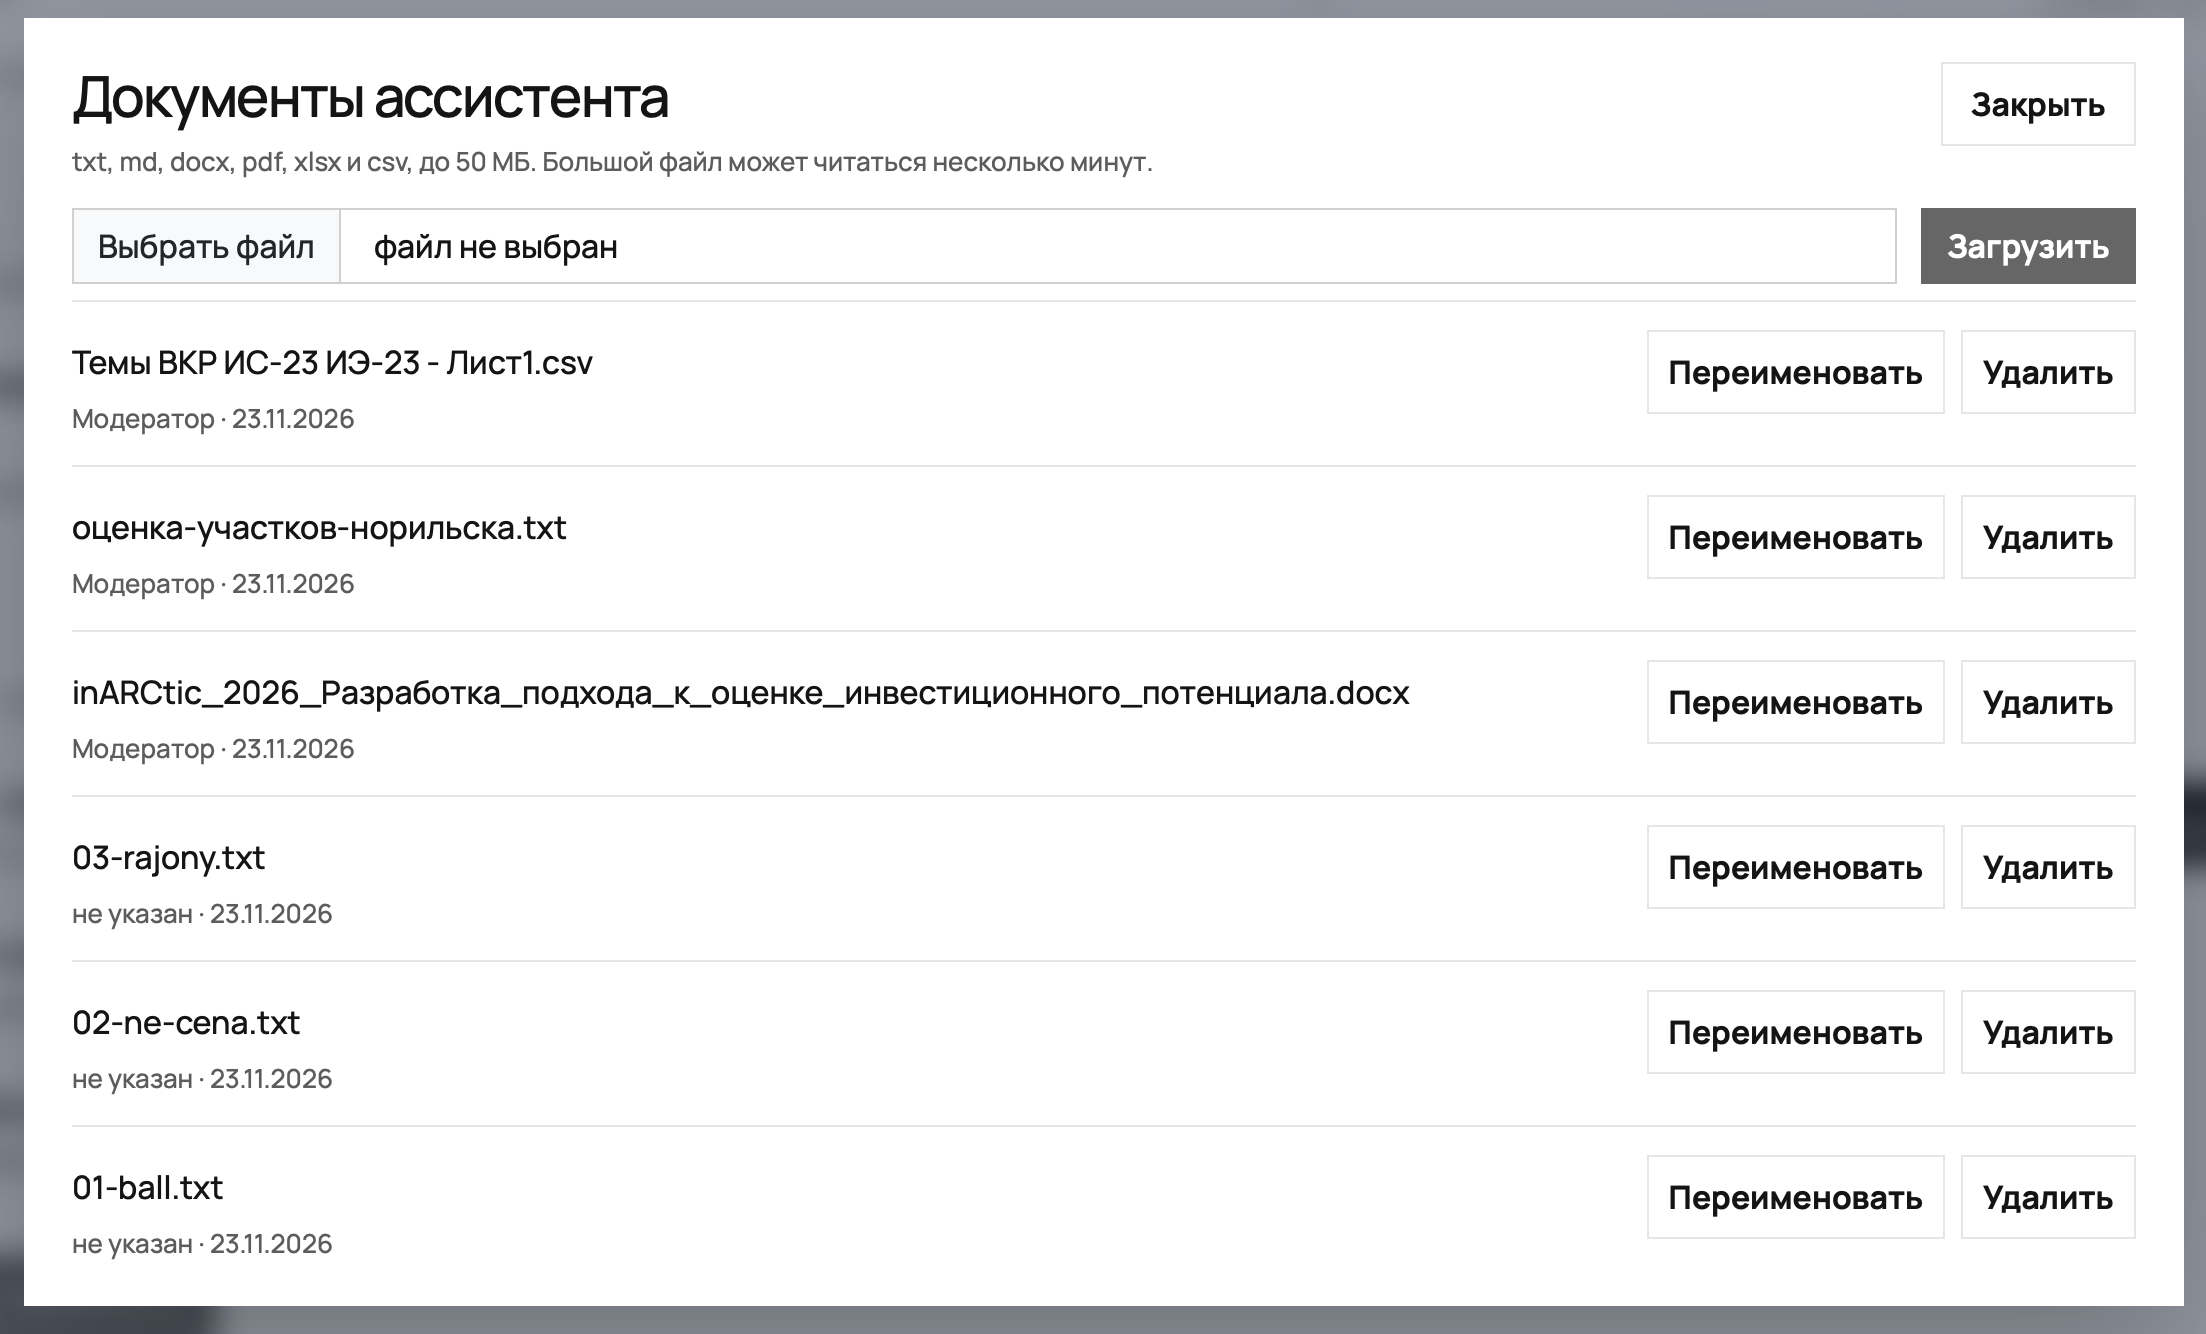 Документы ассистента
Закрыть
txt, md, docx, pdf, xlsx и csv, до 50 МБ. Большой файл может читаться несколько минут.
Выбрать файл
файл не выбран
Загрузить
Темы ВКР ИС-23 ИЭ-23 - Лист1.csv
Переименовать
Удалить
Модератор · 23.11.2026
оценка-участков-норильска.txt
Переименовать
Удалить
Модератор · 23.11.2026
inARCtic_2026_Разработка_подхода_к_оценке_инвестиционного_потенциала.docx
Переименовать
Удалить
Модератор · 23.11.2026
03-rajony.txt
Переименовать
Удалить
не указан · 23.11.2026
02-ne-cena.txt
Переименовать
Удалить
не указан · 23.11.2026
01-ball.txt
Переименовать
Удалить
не указан · 23.11.2026